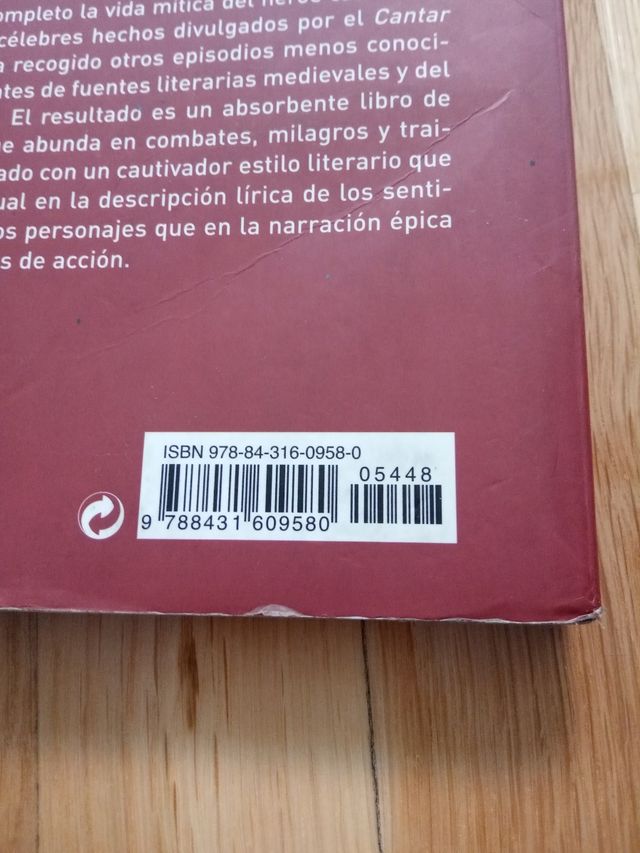 ompleto la vida mítica del héroe
célebres hechos divulgados por el Cantar
a recogido otros episodios menos conoci-
ntes de fuentes literarias medievales y del
. El resultado es un absorbente libro de
ue abunda en combates, milagros y trai-
ado con un cautivador estilo literario que
ual en la descripción lírica de los senti-
os personajes que en la narración épica
s de acción.
ISBN 978-84-316-0958-0
05448
9 788431 609580